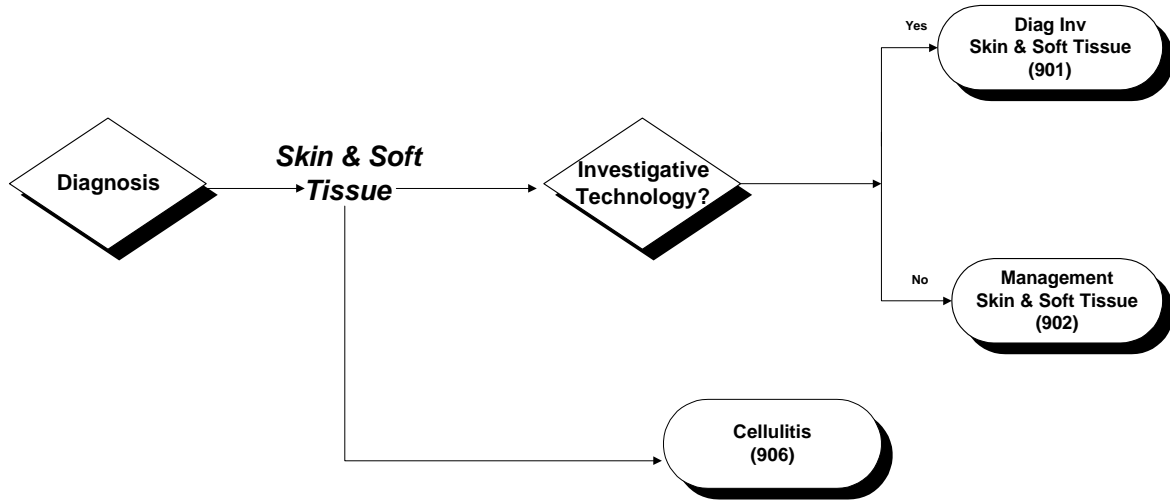 Diagnosis
Skin & Soft
Tissue
Investigative
Technology?
Yes
Diag Inv
Skin & Soft Tissue
(901)
No
Management
Skin & Soft Tissue
(902)
Cellulitis
(906)